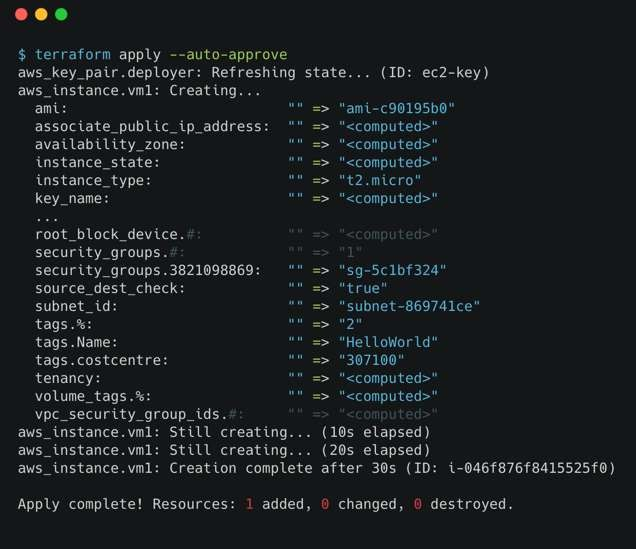 $ terraform apply --auto-approve
aws_key_pair.deployer: Refreshing state... (ID: ec2-key)
aws_instance.vm1: Creating...
  ami:                          "" => "ami-c90195b0"
  associate_public_ip_address:  "" => "<computed>"
  availability_zone:            "" => "<computed>"
  instance_state:               "" => "<computed>"
  instance_type:                "" => "t2.micro"
  key_name:                     "" => "<computed>"
  ...
  root_block_device.#:          "" => "<computed>"
  security_groups.#:            "" => "1"
  security_groups.3821098869:   "" => "sg-5c1bf324"
  source_dest_check:            "" => "true"
  subnet_id:                    "" => "subnet-869741ce"
  tags.%:                       "" => "2"
  tags.Name:                    "" => "HelloWorld"
  tags.costcentre:              "" => "307100"
  tenancy:                      "" => "<computed>"
  volume_tags.%:                "" => "<computed>"
  vpc_security_group_ids.#:     "" => "<computed>"
aws_instance.vm1: Still creating... (10s elapsed)
aws_instance.vm1: Still creating... (20s elapsed)
aws_instance.vm1: Creation complete after 30s (ID: i-046f876f8415525f0)
Apply complete! Resources: 1 added, 0 changed, 0 destroyed.